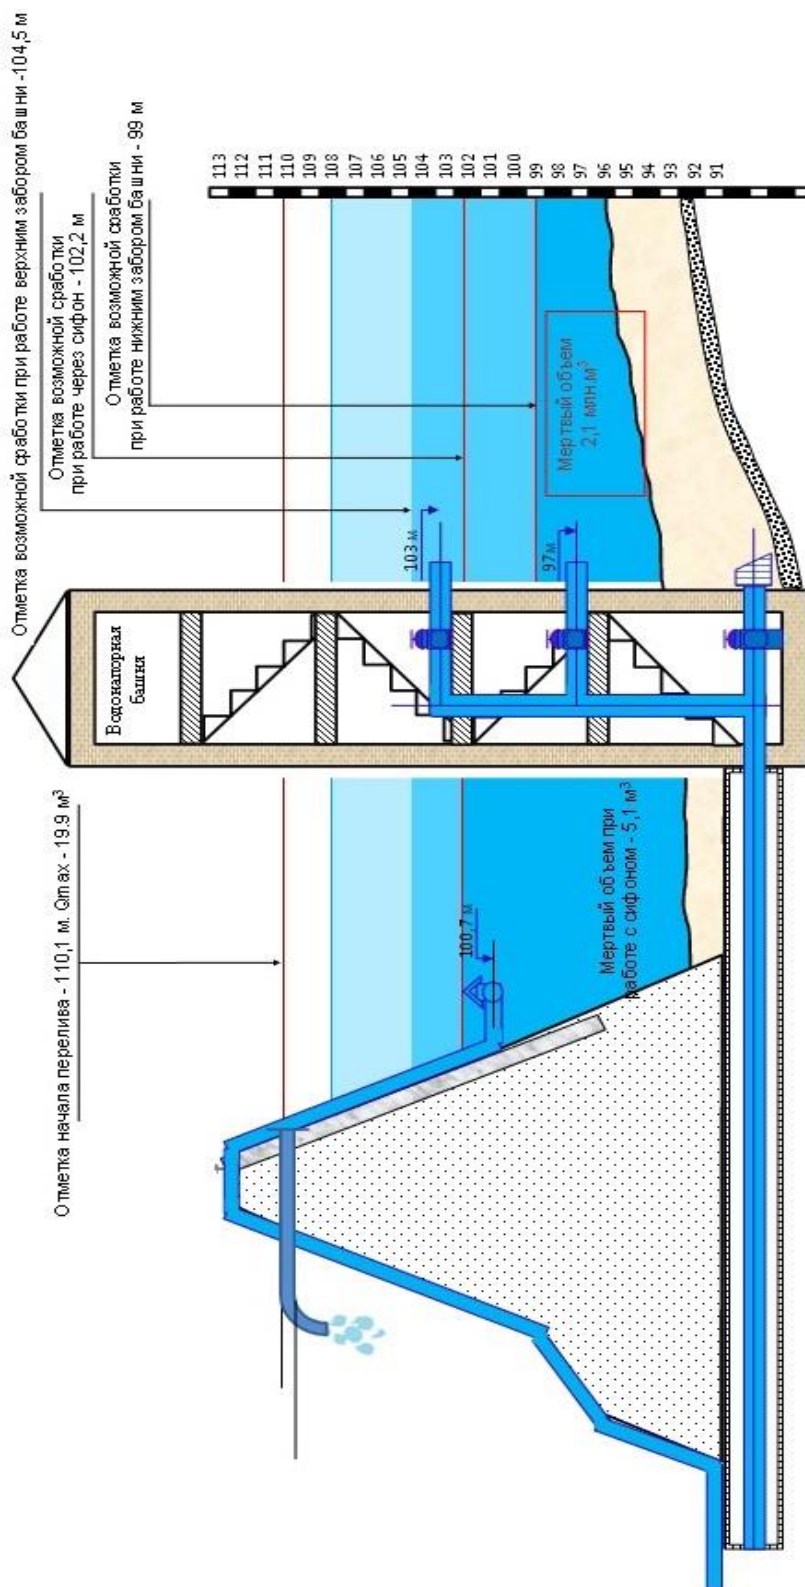 Отметка возможной сработки при работе верхним забором башни -104,5 м
Отметка возможной сработки
при работе через сифон - 102,2 м
Отметка возможной сработки
при работе нижним забором башни - 99 м
113
112
111
110
109
108
107
106
105
104
103
102
101
100
99
98
97
96
95
94
93
92
91
103 м
97м
Мертвый объем
2,1 млн.м³
Водонапорная
башня
Отметка начала перелива - 110,1 м. Qmax - 19.9 м³
100,7 м
Мертвый объем при
работе с сифоном - 5,1 м³